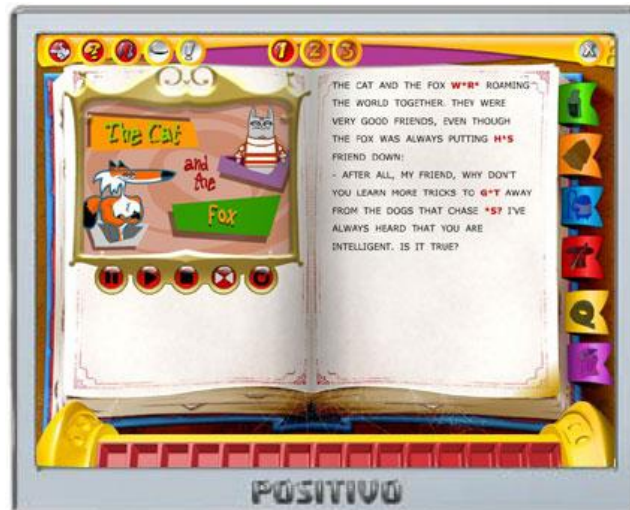 1 2 3
X
The Cat
and
the
Fox
THE CAT AND THE FOX W*R* ROAMING
THE WORLD TOGETHER. THEY WERE
VERY GOOD FRIENDS, EVEN THOUGH
THE FOX WAS ALWAYS PUTTING H*S
FRIEND DOWN:
- AFTER ALL, MY FRIEND, WHY DON'T
YOU LEARN MORE TRICKS TO G*T AWAY
FROM THE DOGS THAT CHASE *S? I'VE
ALWAYS HEARD THAT YOU ARE
INTELLIGENT. IS IT TRUE?
POSITIVO